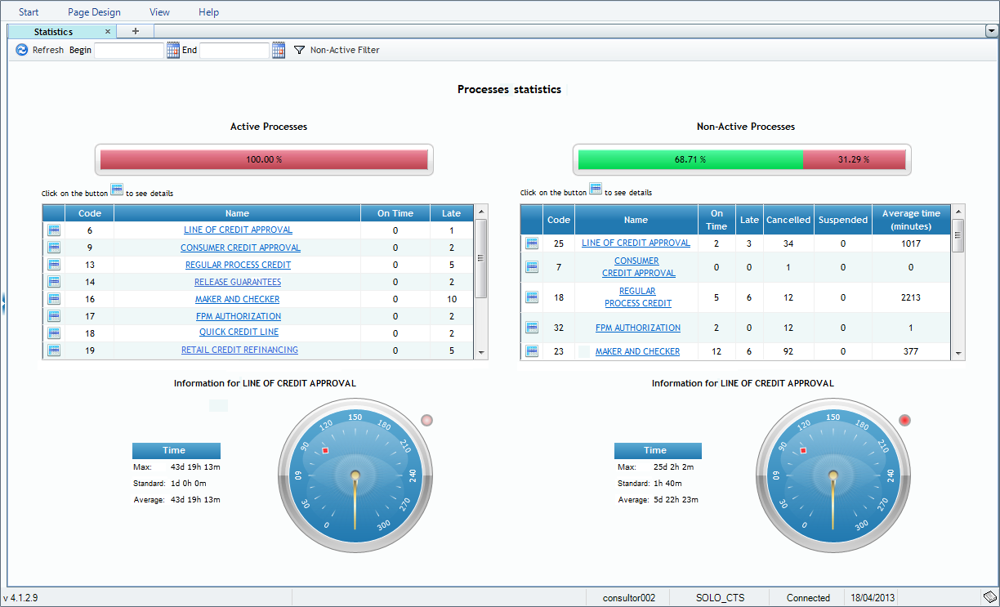 Start Page Design View Help
Statistics × +
Refresh Begin End Non-Active Filter
Processes statistics
Active Processes
100.00 %
Click on the button to see details
Code Name On Time Late
6 LINE OF CREDIT APPROVAL 0 1
9 CONSUMER CREDIT APPROVAL 0 2
13 REGULAR PROCESS CREDIT 0 5
14 RELEASE GUARANTEES 0 2
16 MAKER AND CHECKER 0 10
17 FPM AUTHORIZATION 0 2
18 QUICK CREDIT LINE 0 2
19 RETAIL CREDIT REFINANCING 0 5
Information for LINE OF CREDIT APPROVAL
Time
Max: 43d 19h 13m
Standard: 1d 0h 0m
Average: 43d 19h 13m
0 30 60 90 120 150 180 210 240 270 300
Non-Active Processes
68.71 % 31.29 %
Click on the button to see details
Code Name On Time Late Cancelled Suspended Average time (minutes)
25 LINE OF CREDIT APPROVAL 2 3 34 0 1017
7 CONSUMER CREDIT APPROVAL 0 0 1 0 0
18 REGULAR PROCESS CREDIT 5 6 12 0 2213
32 FPM AUTHORIZATION 2 0 12 0 1
23 MAKER AND CHECKER 12 6 92 0 377
Information for LINE OF CREDIT APPROVAL
Time
Max: 25d 2h 2m
Standard: 1h 40m
Average: 5d 22h 23m
0 30 60 90 120 150 180 210 240 270 300
v 4.1.2.9 consultor002 SOLO_CTS Connected 18/04/2013